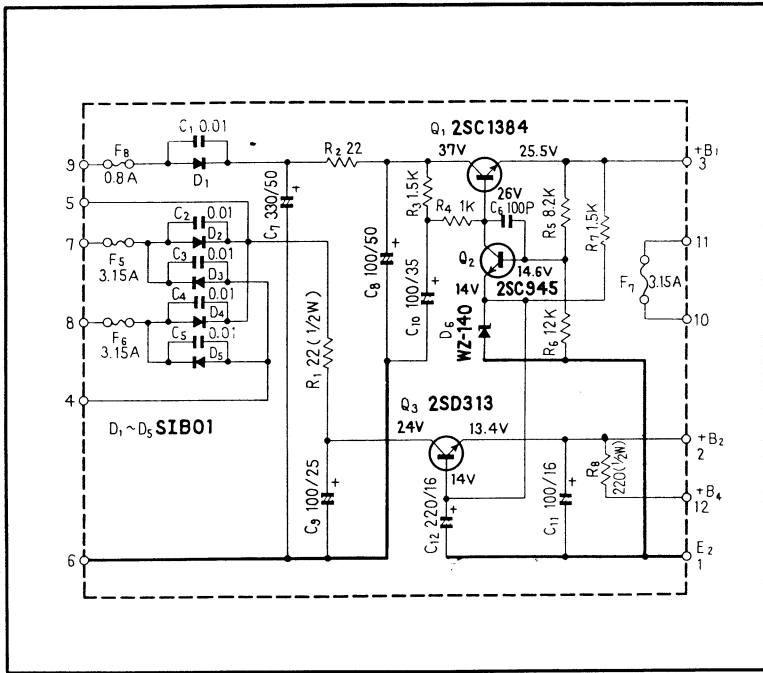 C1 0.01
F8
9
0.8A
D1
R2 22
Q1 2SC1384
37V
25.5V
+B1
3
5
7
F5
3.15A
C2 0.01
D2
C3 0.01
D3
C4 0.01
D4
C5 0.01
D5
8
F6
3.15A
4
D1~D5 SIB01
C7 330/50
R1 22(1/2W)
C8 100/50
R3 1.5K
R4 1K
26V
C6 100P
R5 8.2K
R7 1.5K
Q2
14.6V
2SC945
14V
C10 100/35
D6
WZ-140
R6 12K
11
F7
3.15A
10
Q3 2SD313
24V
13.4V
14V
+B2
2
C9 100/25
C12 220/16
C11 100/16
R8
220(1/2W)
+B4
12
6
E2
1